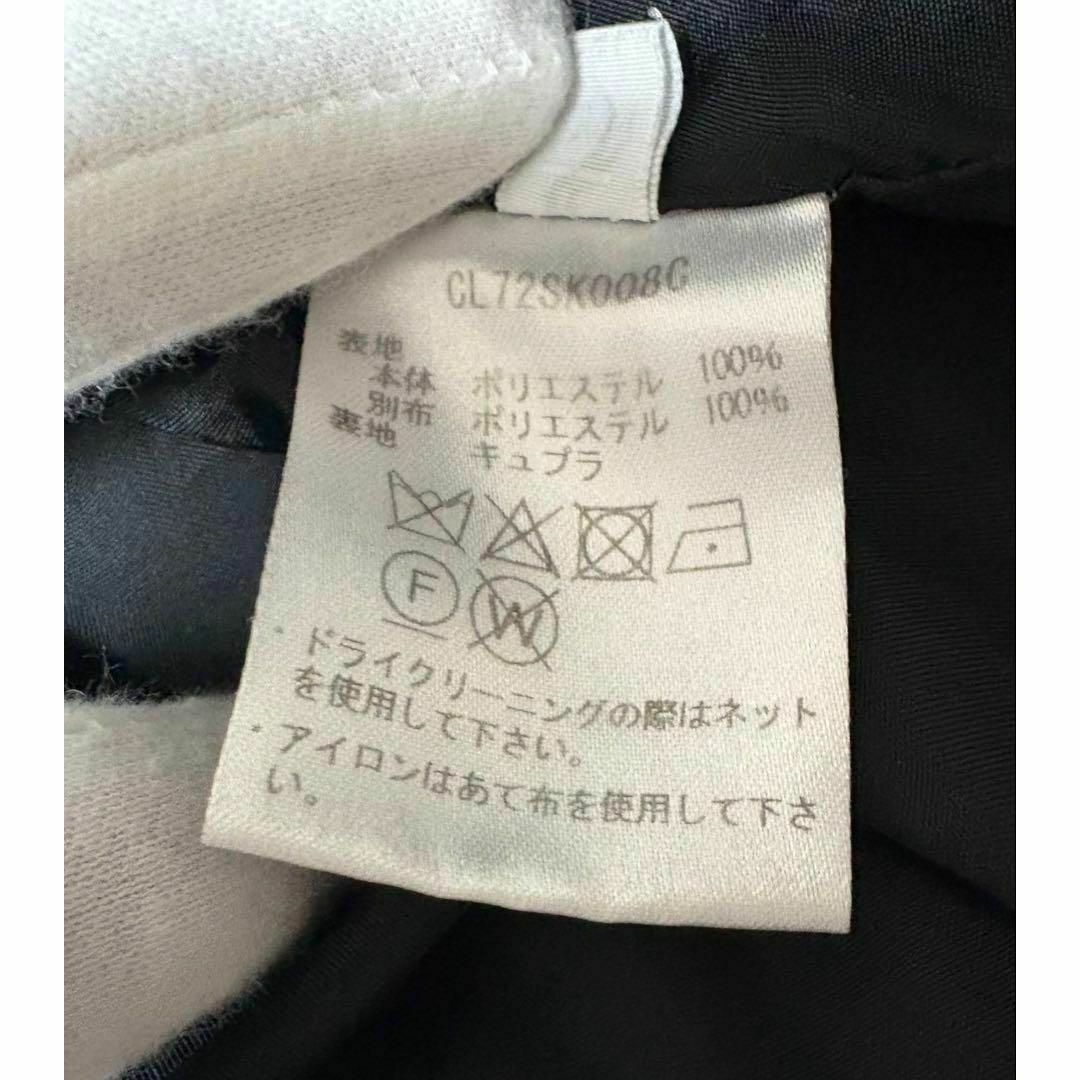 CL72SK008C
表地
本体 ポリエステル 100%
別布 ポリエステル 100%
裏地 キュプラ
F W
・ドライクリーニングの際はネット
を使用して下さい。
・アイロンはあて布を使用して下さ
い。